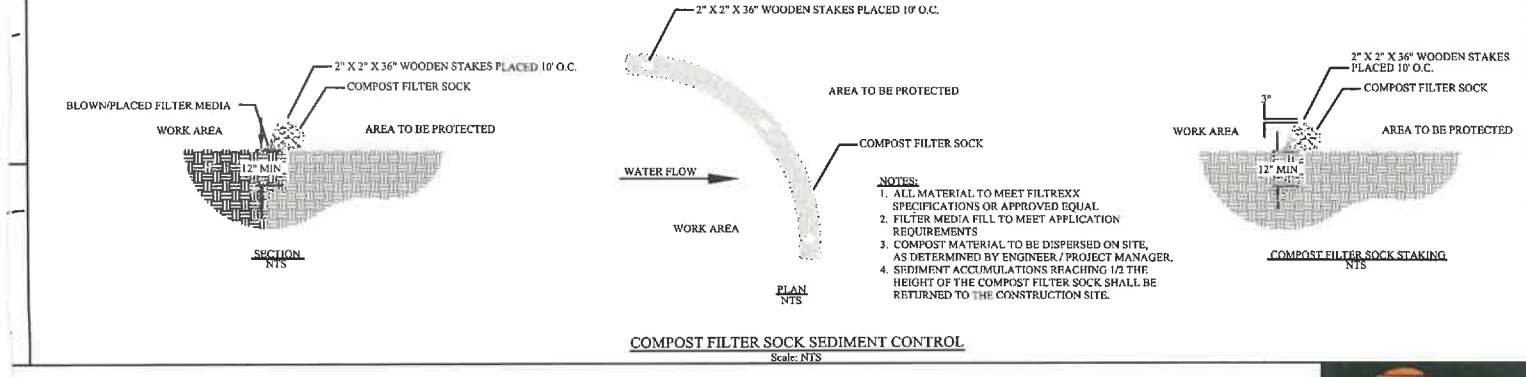 2" X 2" X 36" WOODEN STAKES PLACED 10' O.C.
COMPOST FILTER SOCK
BLOWN/PLACED FILTER MEDIA
WORK AREA
AREA TO BE PROTECTED
12" MIN
SECTION
NTS
2" X 2" X 36" WOODEN STAKES PLACED 10' O.C.
AREA TO BE PROTECTED
COMPOST FILTER SOCK
WATER FLOW
WORK AREA
PLAN
NTS
NOTES:
1. ALL MATERIAL TO MEET FILTREXX
SPECIFICATIONS OR APPROVED EQUAL
2. FILTER MEDIA FILL TO MEET APPLICATION
REQUIREMENTS
3. COMPOST MATERIAL TO BE DISPERSED ON SITE,
AS DETERMINED BY ENGINEER / PROJECT MANAGER.
4. SEDIMENT ACCUMULATIONS REACHING 1/2 THE
HEIGHT OF THE COMPOST FILTER SOCK SHALL BE
RETURNED TO THE CONSTRUCTION SITE.
2" X 2" X 36" WOODEN STAKES
PLACED 10' O.C.
COMPOST FILTER SOCK
3"
WORK AREA
AREA TO BE PROTECTED
12" MIN
COMPOST FILTER SOCK STAKING
NTS
COMPOST FILTER SOCK SEDIMENT CONTROL
Scale: NTS